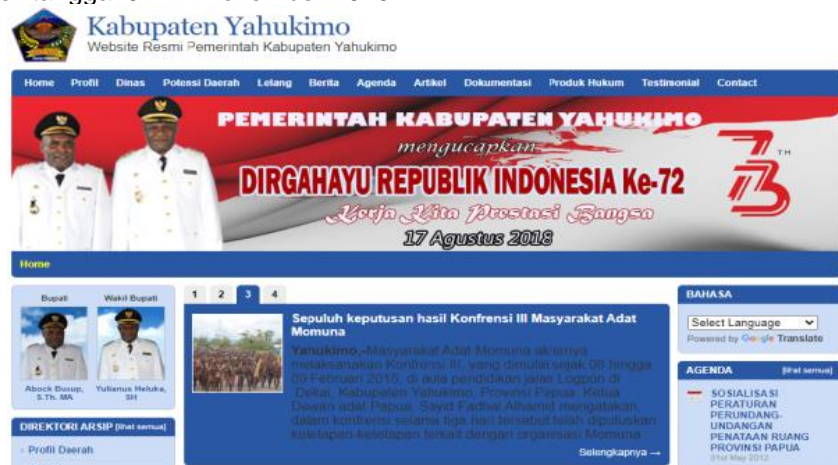 Kabupaten Yahukimo
Website Resmi Pemerintah Kabupaten Yahukimo
Home Profil Dinas Potensi Daerah Lelang Berita Agenda Artikel Dokumentasi Produk Hukum Testimonial Contact
PEMERINTAH KABUPATEN YAHUKIMO
mengucapkan
DIRGAHAYU REPUBLIK INDONESIA Ke-72
Kerja Kita Prestasi Bangsa
17 Agustus 2018
73 TH
Home
Bupati Wakil Bupati
Abock Busup, S.Th. MA
Yulianus Heluka, SH
DIREKTORI ARSIP [lihat semua]
Profil Daerah
1 2 3 4
Sepuluh keputusan hasil Konfrensi III Masyarakat Adat
Momuna
Yahukimo,-Masyarakat Adat Momuna akhirnya
melaksanakan Konfrensi III, yang dimulai sejak 06 hingga
09 Februari 2015, di aula pendidikan jalan Logpon di
Dekai, Kabupaten Yahukimo, Provinsi Papua. Ketua
Dewan adat Papua, Sayid Fadhal Alhamid mengatakan,
dalam konfrensi selama tiga hari tersebut telah diputuskan
ketetapan-ketetapan terkait dengan organisasi Momuna
Selengkapnya →
BAHASA
Select Language
Powered by Google Translate
AGENDA [lihat semua]
SOSIALISASI
PERATURAN
PERUNDANG-
UNDANGAN
PENATAAN RUANG
PROVINSI PAPUA
31st May 2012